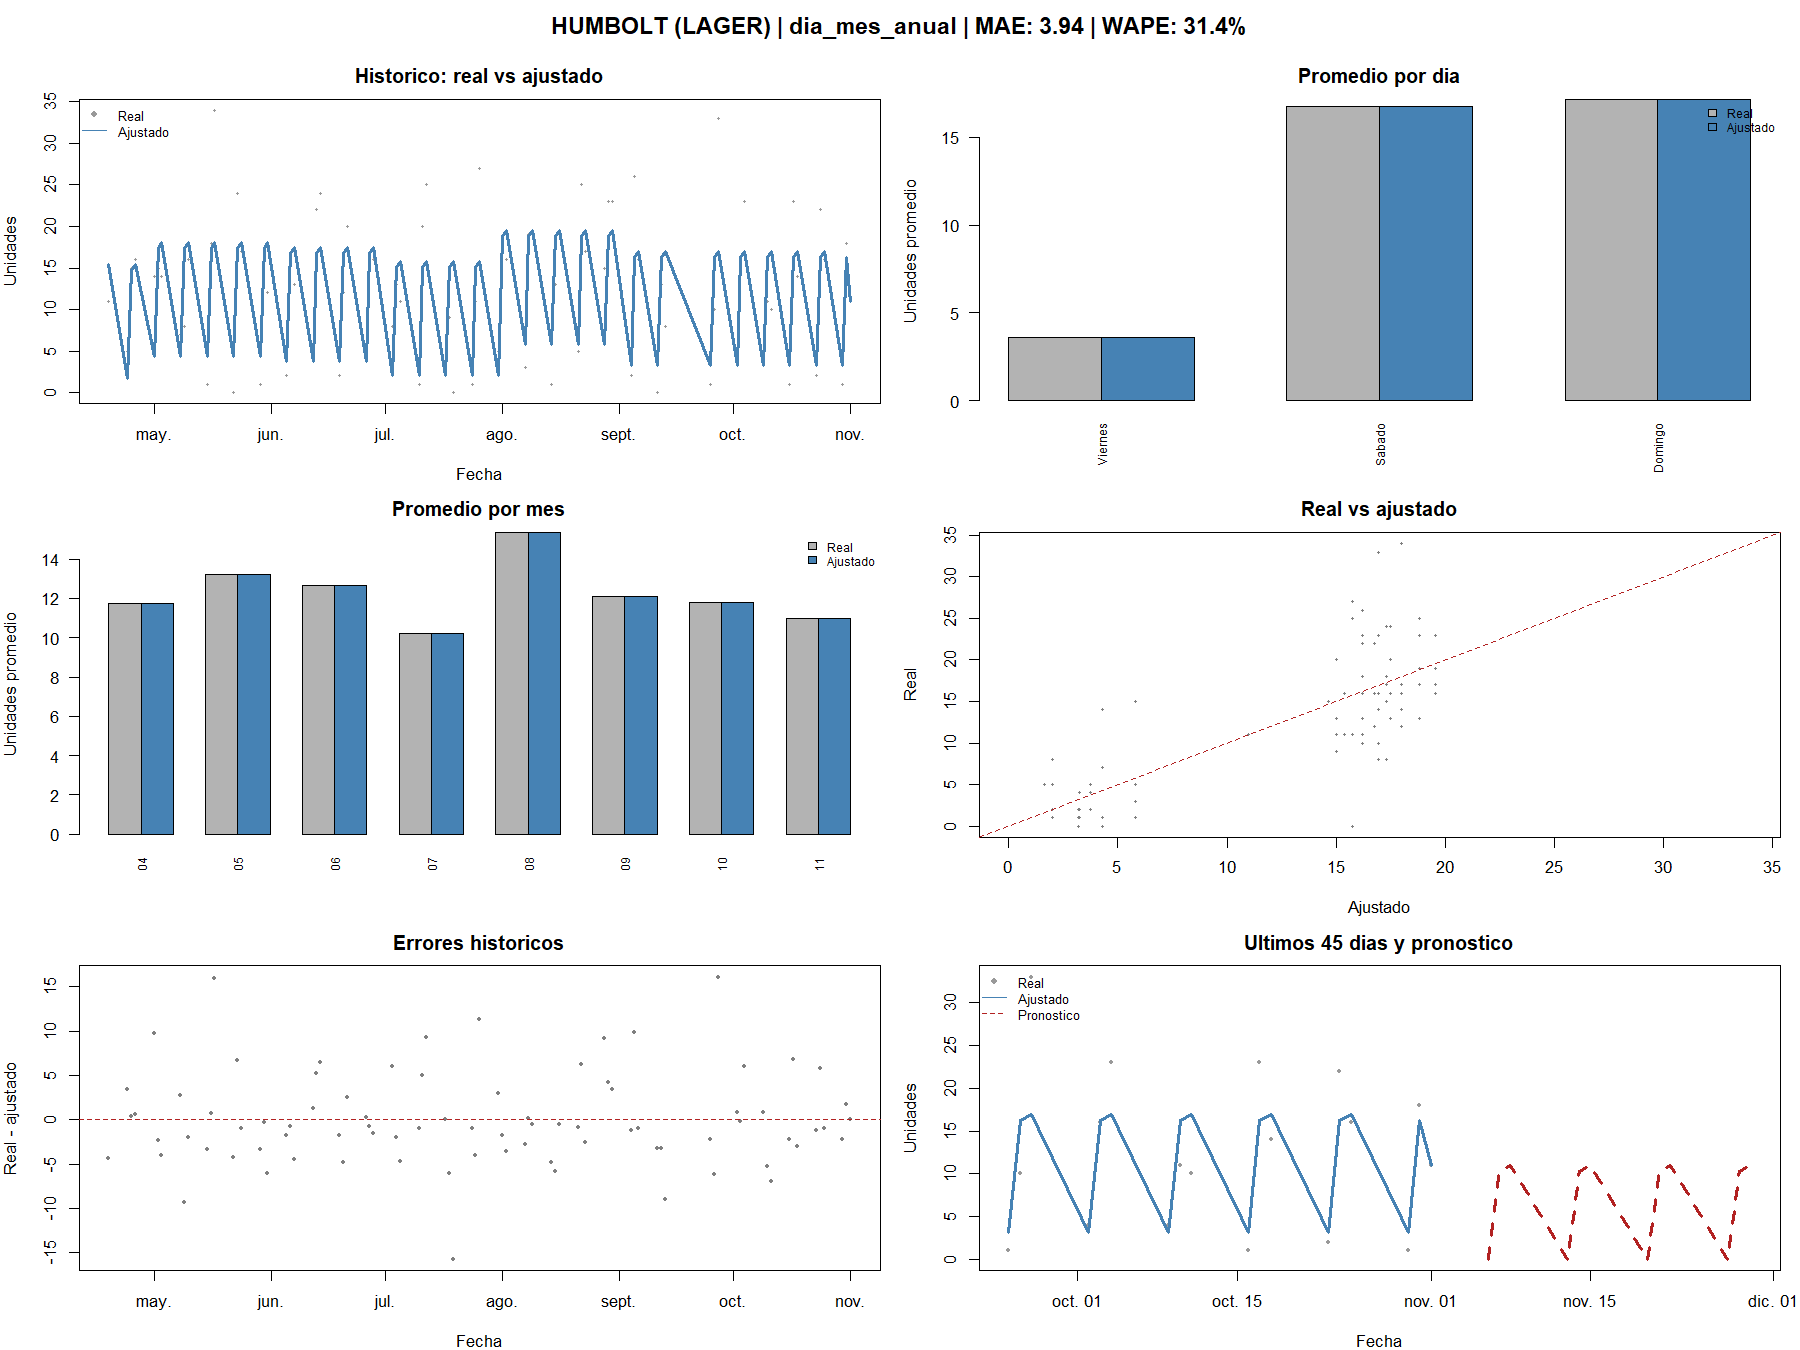 HUMBOLT (LAGER) | dia_mes_anual | MAE: 3.94 | WAPE: 31.4%
Historico: real vs ajustado
Real
Ajustado
Unidades
0 5 10 15 20 25 30 35
may. jun. jul. ago. sept. oct. nov.
Fecha
Promedio por dia
Real
Ajustado
Unidades promedio
0 5 10 15
Viernes Sabado Domingo
Promedio por mes
Real
Ajustado
Unidades promedio
0 2 4 6 8 10 12 14
04 05 06 07 08 09 10 11
Real vs ajustado
Real
0 5 10 15 20 25 30 35
0 5 10 15 20 25 30 35
Ajustado
Errores historicos
Real - ajustado
-15 -10 -5 0 5 10 15
may. jun. jul. ago. sept. oct. nov.
Fecha
Ultimos 45 dias y pronostico
Real
Ajustado
Pronostico
Unidades
0 5 10 15 20 25 30
oct. 01 oct. 15 nov. 01 nov. 15 dic. 01
Fecha